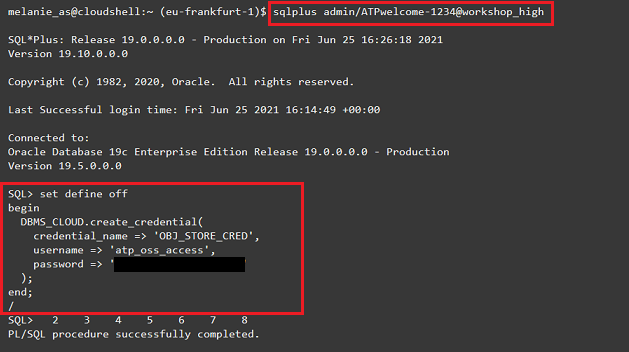 melanie_as@cloudshell:~ (eu-frankfurt-1)$ sqlplus admin/ATPwelcome-1234@workshop_high
SQL*Plus: Release 19.0.0.0.0 - Production on Fri Jun 25 16:26:18 2021
Version 19.10.0.0.0
Copyright (c) 1982, 2020, Oracle.  All rights reserved.
Last Successful login time: Fri Jun 25 2021 16:14:49 +00:00
Connected to:
Oracle Database 19c Enterprise Edition Release 19.0.0.0.0 - Production
Version 19.5.0.0.0
SQL> set define off
begin
  DBMS_CLOUD.create_credential(
    credential_name => 'OBJ_STORE_CRED',
    username => 'atp_oss_access',
    password => '
  );
end;
/
SQL>   2    3    4    5    6    7    8
PL/SQL procedure successfully completed.